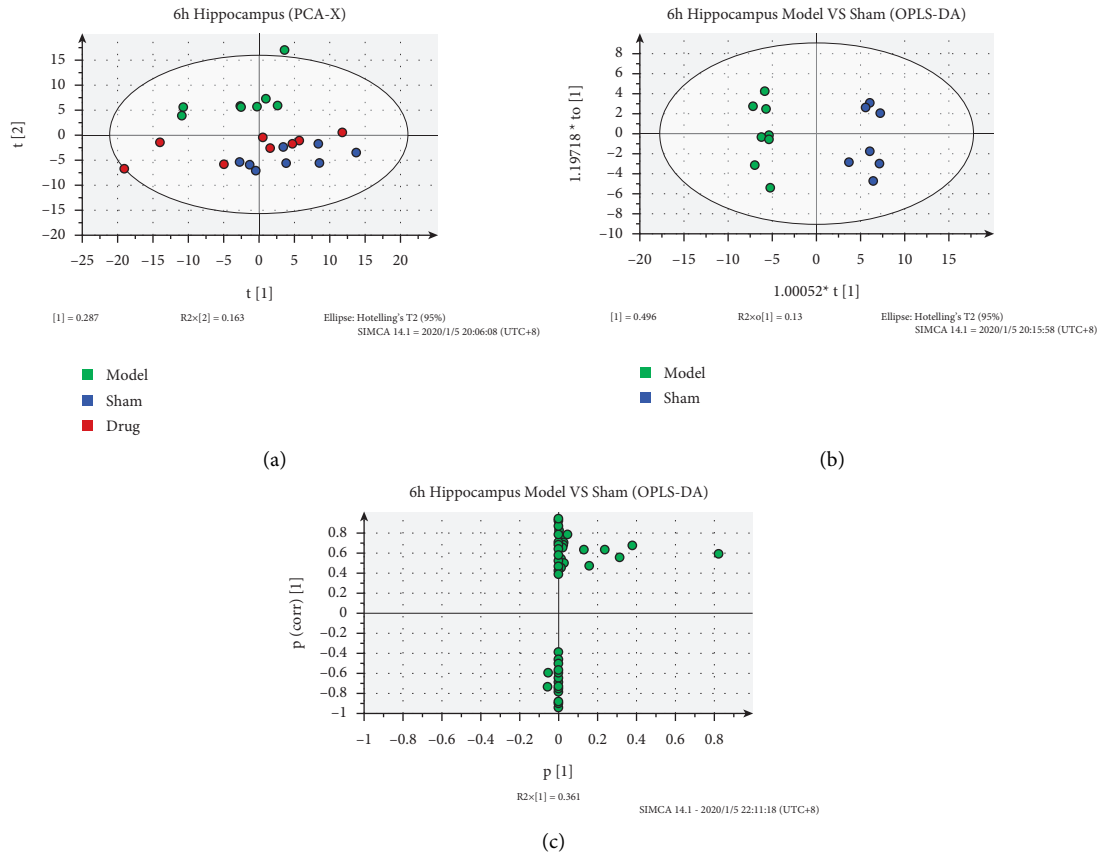 6h Hippocampus (PCA-X)
t [2]
15
10
5
0
−5
−10
−15
−20
−25 −20 −15 −10 −5 0 5 10 15 20
t [1]
[1] = 0.287 R2×[2] = 0.163 Ellipse: Hotelling's T2 (95%)
SIMCA 14.1 = 2020/1/5 20:06:08 (UTC+8)
Model
Sham
Drug
(a)
6h Hippocampus Model VS Sham (OPLS-DA)
1.19718 * to [1]
8
6
4
2
0
−2
−4
−6
−8
−10
20 −15 −10 −5 0 5 10 15 20
1.00052* t [1]
[1] = 0.496 R2×o[1] = 0.13 Ellipse: Hotelling's T2 (95%)
SIMCA 14.1 = 2020/1/5 20:15:58 (UTC+8)
Model
Sham
(b)
6h Hippocampus Model VS Sham (OPLS-DA)
p (corr) [1]
0.8
0.6
0.4
0.2
0
−0.2
−0.4
−0.6
−0.8
−1
−1 −0.8 −0.6 −0.4 −0.2 0 0.2 0.4 0.6 0.8
p [1]
R2×[1] = 0.361
SIMCA 14.1 - 2020/1/5 22:11:18 (UTC+8)
(c)